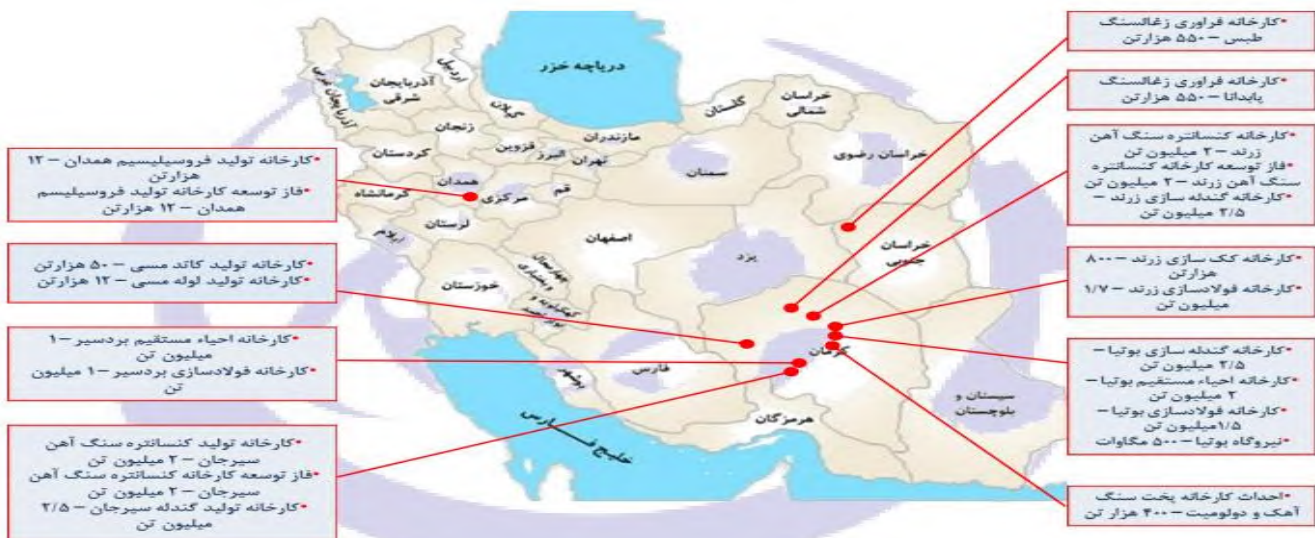 •کارخانه فراوری زغالسنگ
طبس – ۵۵۰ هزارتن
•کارخانه فراوری زغالسنگ
پابدانا – ۵۵۰ هزارتن
•کارخانه کنسانتره سنگ آهن
زرند – ۲ میلیون تن
•فاز توسعه کارخانه کنسانتره
سنگ آهن زرند – ۲ میلیون تن
•کارخانه گندله سازی زرند –
۲/۵ میلیون تن
•کارخانه کک سازی زرند – ۸۰۰
هزارتن
•کارخانه فولادسازی زرند – ۱/۷
میلیون تن
•کارخانه گندله سازی بوتیا –
۲/۵ میلیون تن
•کارخانه احیاء مستقیم بوتیا –
۲ میلیون تن
•کارخانه فولادسازی بوتیا –
۱/۵میلیون تن
•نیروگاه بوتیا – ۵۰۰ مگاوات
•احداث کارخانه پخت سنگ
آهک و دولومیت – ۴۰۰ هزار تن
دریاچه خزر
اردبیل
آذربایجان
شرقی
آذربایجان غربی
گیلان
گلستان
خراسان
شمالی
زنجان
مازندران
قزوین
البرز
تهران
سمنان
خراسان رضوی
کردستان
همدان
کرمانشاه
مرکزی
قم
لرستان
ایلام
اصفهان
یزد
خراسان
جنوبی
چهارمحال
و بختیاری
خوزستان
کهگیلویه و
بویراحمد
فارس
کرمان
بوشهر
هرمزگان
سیستان و
بلوچستان
خلیج فارس
•کارخانه تولید فروسیلیسیم همدان – ۱۲
هزارتن
•فاز توسعه کارخانه تولید فروسیلیسم
همدان – ۱۲ هزارتن
•کارخانه تولید کاتد مسی – ۵۰ هزارتن
•کارخانه تولید لوله مسی – ۱۲ هزارتن
•کارخانه احیاء مستقیم بردسیر – ۱
میلیون تن
•کارخانه فولادسازی بردسیر – ۱ میلیون
تن
•کارخانه تولید کنسانتره سنگ آهن
سیرجان – ۲ میلیون تن
•فاز توسعه کارخانه کنسانتره سنگ آهن
سیرجان – ۲ میلیون تن
•کارخانه تولید گندله سیرجان – ۲/۵
میلیون تن